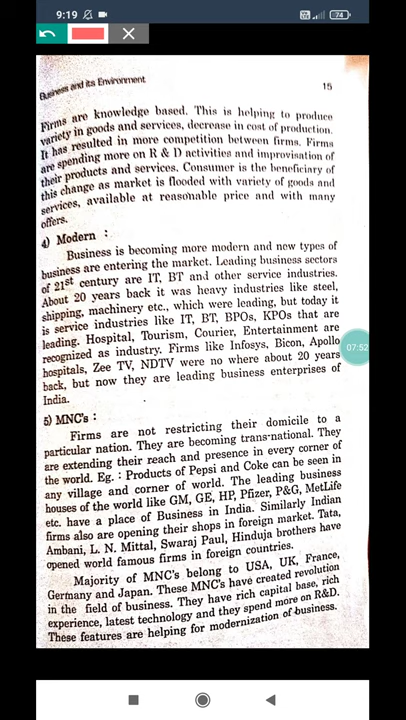 9:19
74
Business and its Environment
15
Firms are knowledge based. This is helping to produce
variety in goods and services, decrease in cost of production.
It has resulted in more competition between firms. Firms
are spending more on R & D activities and improvisation of
their products and services. Consumer is the beneficiary of
this change as market is flooded with variety of goods and
services, available at reasonable price and with many
offers.
4) Modern :
Business is becoming more modern and new types of
business are entering the market. Leading business sectors
of 21st century are IT, BT and other service industries.
About 20 years back it was heavy industries like steel,
shipping, machinery etc., which were leading, but today it
is service industries like IT, BT, BPOs, KPOs that are
leading. Hospital, Tourism, Courier, Entertainment are
recognized as industry. Firms like Infosys, Bicon, Apollo
hospitals, Zee TV, NDTV were no where about 20 years
back, but now they are leading business enterprises of
India.
07:52
5) MNC's :
Firms are not restricting their domicile to a
particular nation. They are becoming trans-national. They
are extending their reach and presence in every corner of
the world. Eg. : Products of Pepsi and Coke can be seen in
any village and corner of world. The leading business
houses of the world like GM, GE, HP, Pfizer, P&G, MetLife
etc. have a place of Business in India. Similarly Indian
firms also are opening their shops in foreign market. Tata,
Ambani, L. N. Mittal, Swaraj Paul, Hinduja brothers have
opened world famous firms in foreign countries.
Majority of MNC's belong to USA, UK, France,
Germany and Japan. These MNC's have created revolution
in the field of business. They have rich capital base, rich
experience, latest technology and they spend more on R&D.
These features are helping for modernization of business.